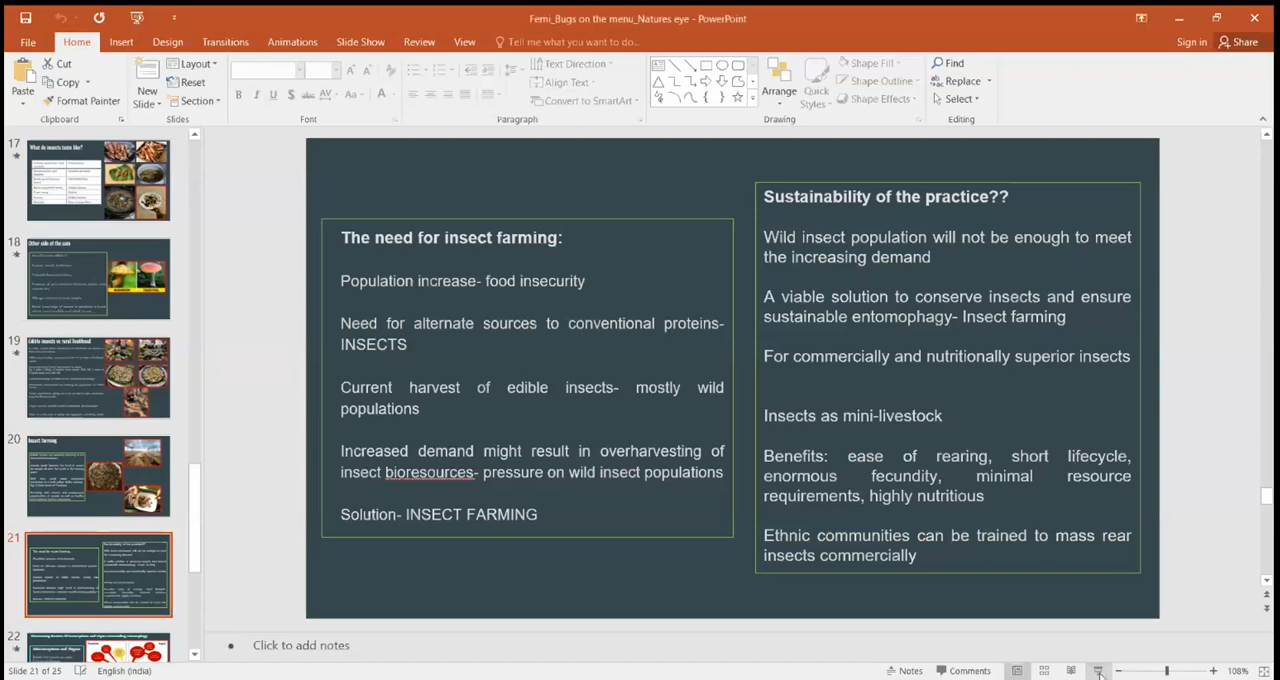 Femi_Bugs on the menu_Natures eye - PowerPoint
File Home Insert Design Transitions Animations Slide Show Review View Tell me what you want to do... Sign in Share
Paste
Cut
Copy
Format Painter
Clipboard
New
Slide
Layout
Reset
Section
Slides
Font
Text Direction
Align Text
Convert to SmartArt
Paragraph
Arrange
Quick
Styles
Shape Fill
Shape Outline
Shape Effects
Drawing
Find
Replace
Select
Editing
17
What do insects taste like?
18
Other side of the coin
19
Edible insects vs rural livelihood
20
Insect farming
21
22
The need for insect farming:
Population increase- food insecurity
Need for alternate sources to conventional proteins-
INSECTS
Current harvest of edible insects- mostly wild
populations
Increased demand might result in overharvesting of
insect bioresources- pressure on wild insect populations
Solution- INSECT FARMING
Sustainability of the practice??
Wild insect population will not be enough to meet
the increasing demand
A viable solution to conserve insects and ensure
sustainable entomophagy- Insect farming
For commercially and nutritionally superior insects
Insects as mini-livestock
Benefits: ease of rearing, short lifecycle,
enormous fecundity, minimal resource
requirements, highly nutritious
Ethnic communities can be trained to mass rear
insects commercially
Click to add notes
Slide 21 of 25 English (India) Notes Comments 108%